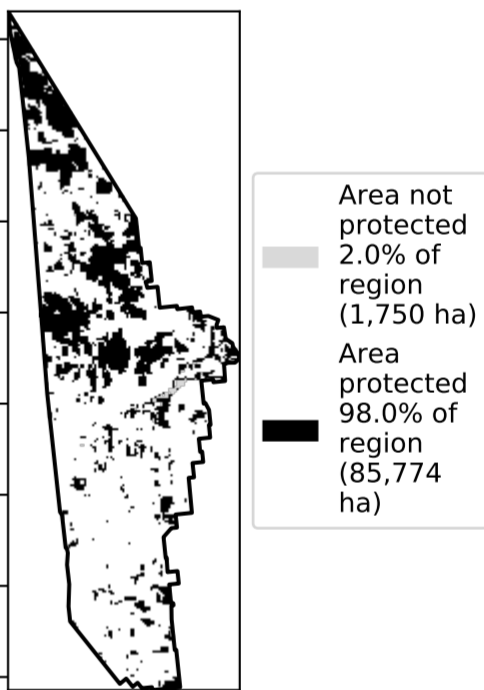 Area not
protected
2.0% of
region
(1,750 ha)
Area
protected
98.0% of
region
(85,774
ha)